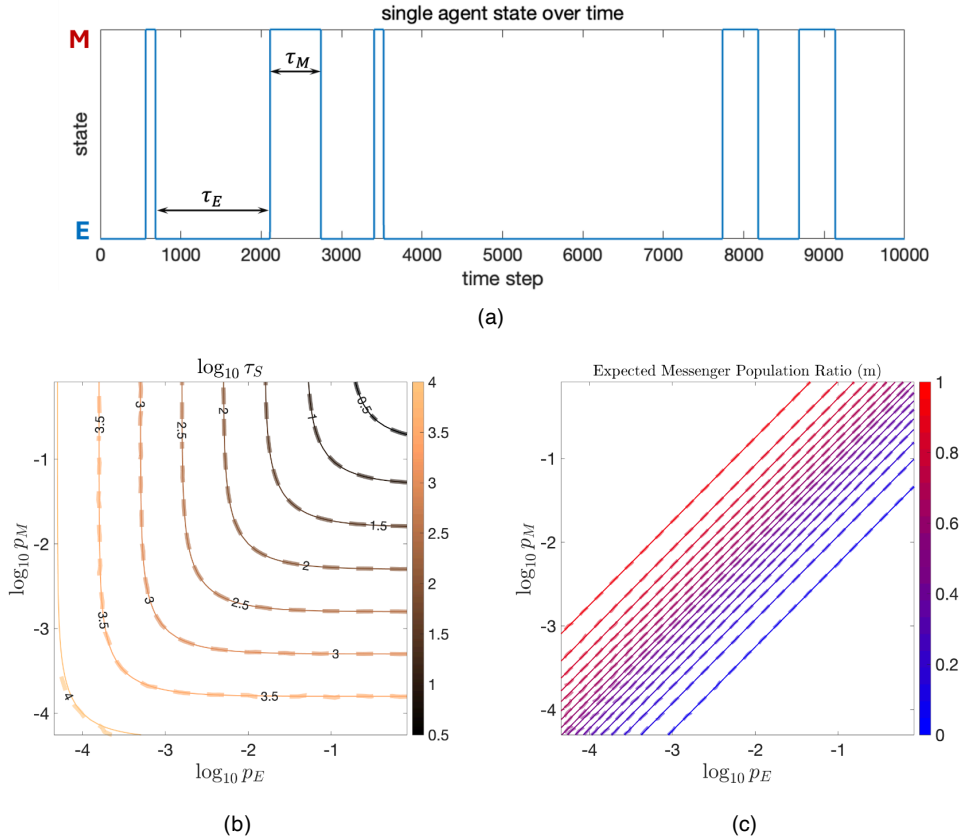 single agent state over time
M
τ_M
state
τ_E
E
0 1000 2000 3000 4000 5000 6000 7000 8000 9000 10000
time step
(a)
log₁₀ τ_S
4
3.5
3
2.5
2
1.5
1
0.5
3.5
3
2.5
2
1
0.5
1.5
2
2.5
3
3
3.5
3.5
4
-1
-2
-3
-4
log₁₀ p_M
-4 -3 -2 -1
log₁₀ p_E
(b)
Expected Messenger Population Ratio (m)
1
0.8
0.6
0.4
0.2
0
-1
-2
-3
-4
log₁₀ p_M
-4 -3 -2 -1
log₁₀ p_E
(c)